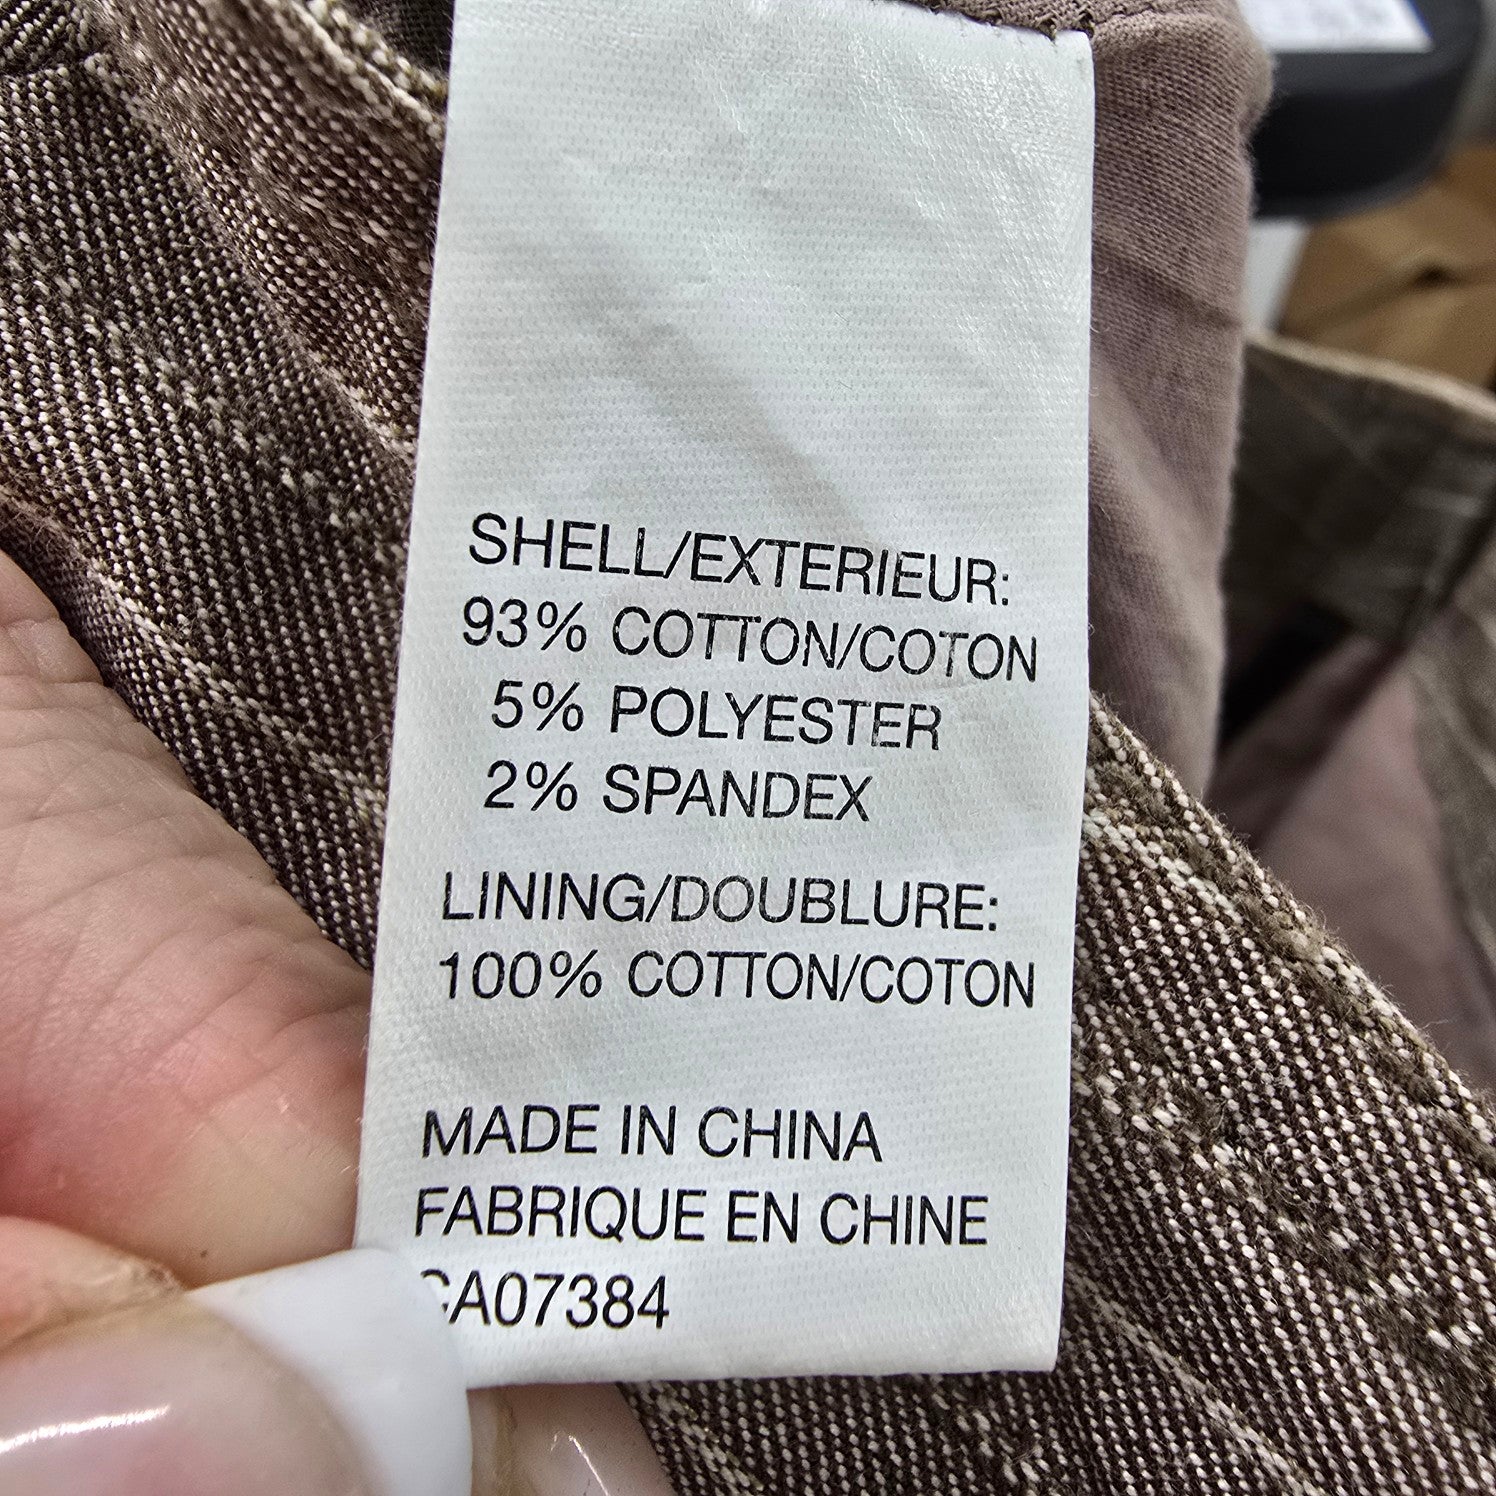 SHELL/EXTERIEUR:
93% COTTON/COTON
5% POLYESTER
2% SPANDEX
LINING/DOUBLURE:
100% COTTON/COTON
MADE IN CHINA
FABRIQUE EN CHINE
CA07384